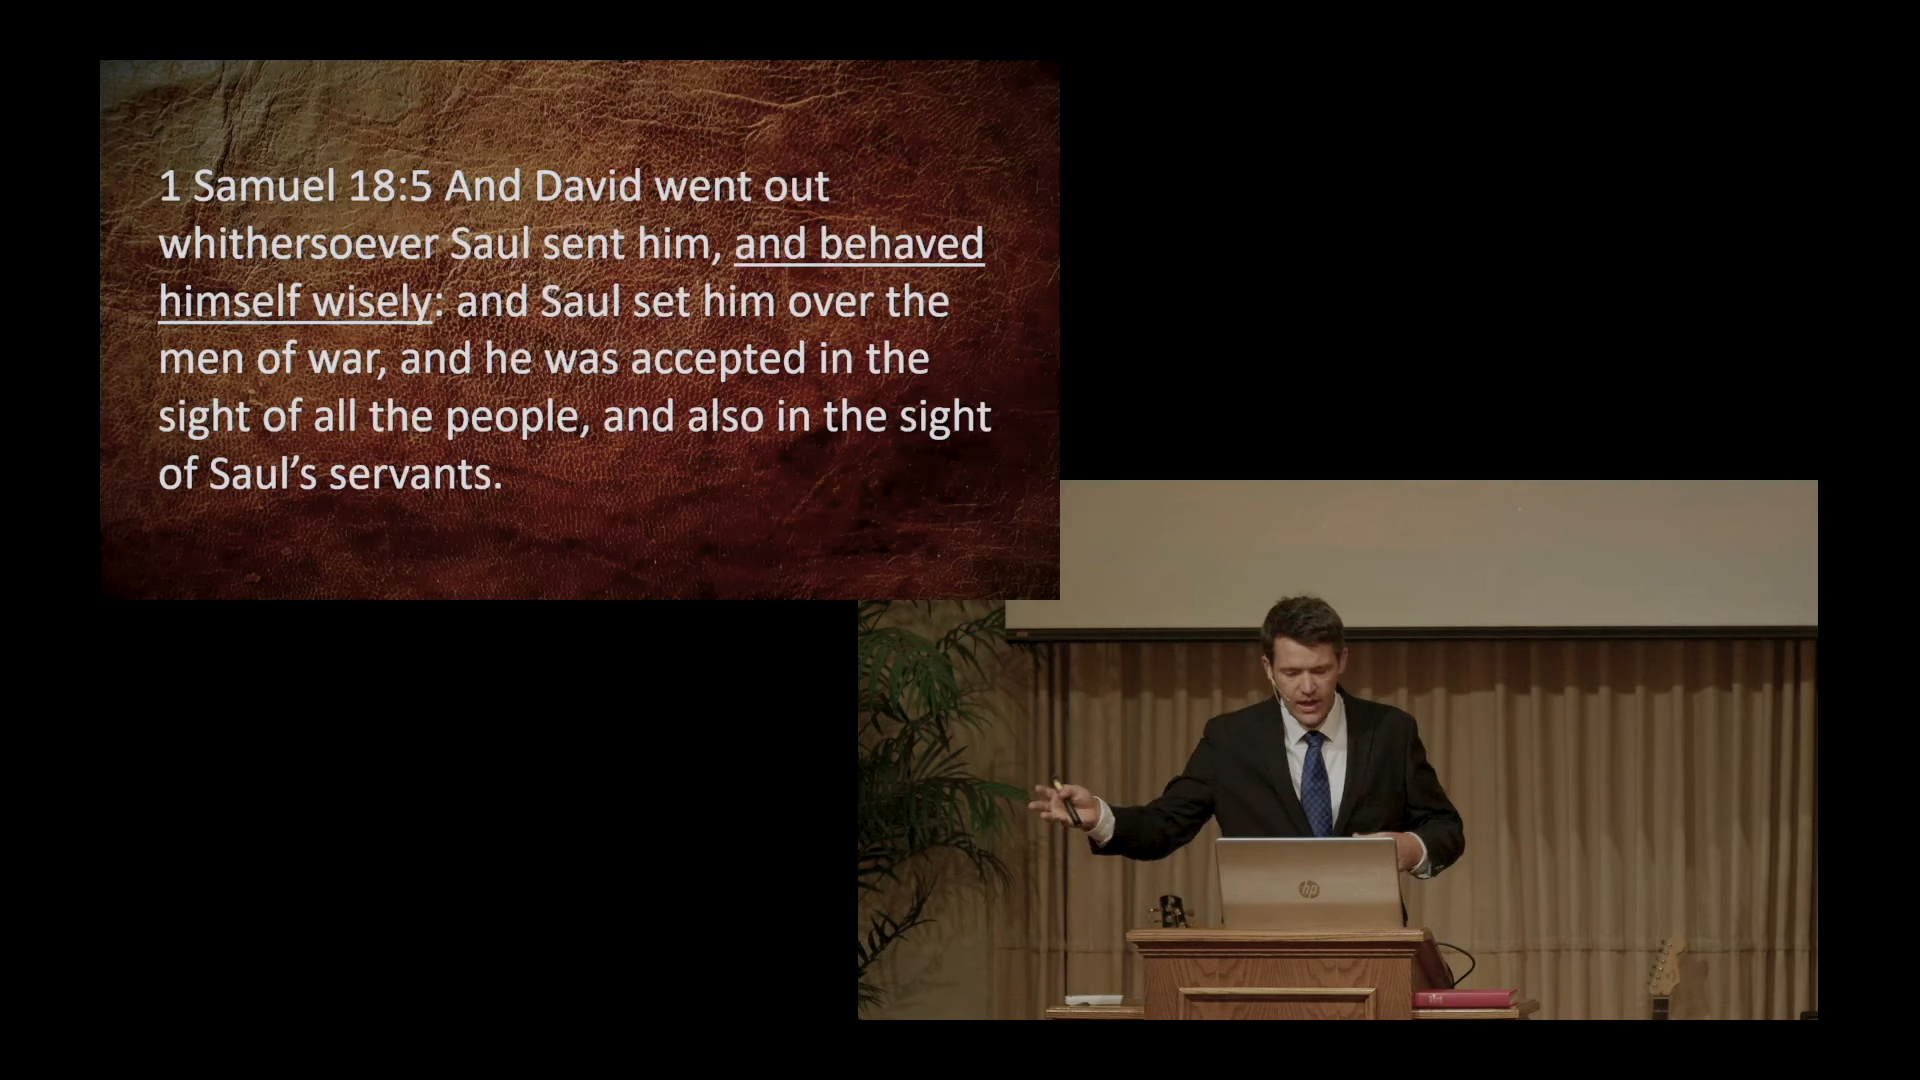 1 Samuel 18:5 And David went out
whithersoever Saul sent him, and behaved
himself wisely: and Saul set him over the
men of war, and he was accepted in the
sight of all the people, and also in the sight
of Saul’s servants.
hp